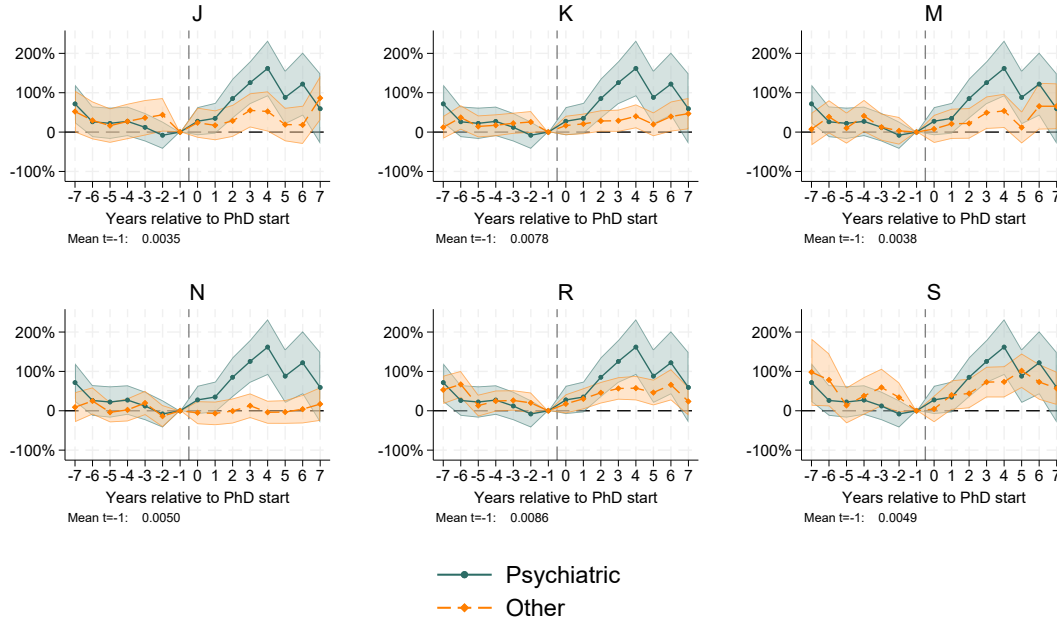 J
K
M
200%
100%
0
-100%
-7 -6 -5 -4 -3 -2 -1 0 1 2 3 4 5 6 7
Years relative to PhD start
Mean t=-1: 0.0035
200%
100%
0
-100%
-7 -6 -5 -4 -3 -2 -1 0 1 2 3 4 5 6 7
Years relative to PhD start
Mean t=-1: 0.0078
200%
100%
0
-100%
-7 -6 -5 -4 -3 -2 -1 0 1 2 3 4 5 6 7
Years relative to PhD start
Mean t=-1: 0.0038
N
R
S
200%
100%
0
-100%
-7 -6 -5 -4 -3 -2 -1 0 1 2 3 4 5 6 7
Years relative to PhD start
Mean t=-1: 0.0050
200%
100%
0
-100%
-7 -6 -5 -4 -3 -2 -1 0 1 2 3 4 5 6 7
Years relative to PhD start
Mean t=-1: 0.0086
200%
100%
0
-100%
-7 -6 -5 -4 -3 -2 -1 0 1 2 3 4 5 6 7
Years relative to PhD start
Mean t=-1: 0.0049
Psychiatric
Other